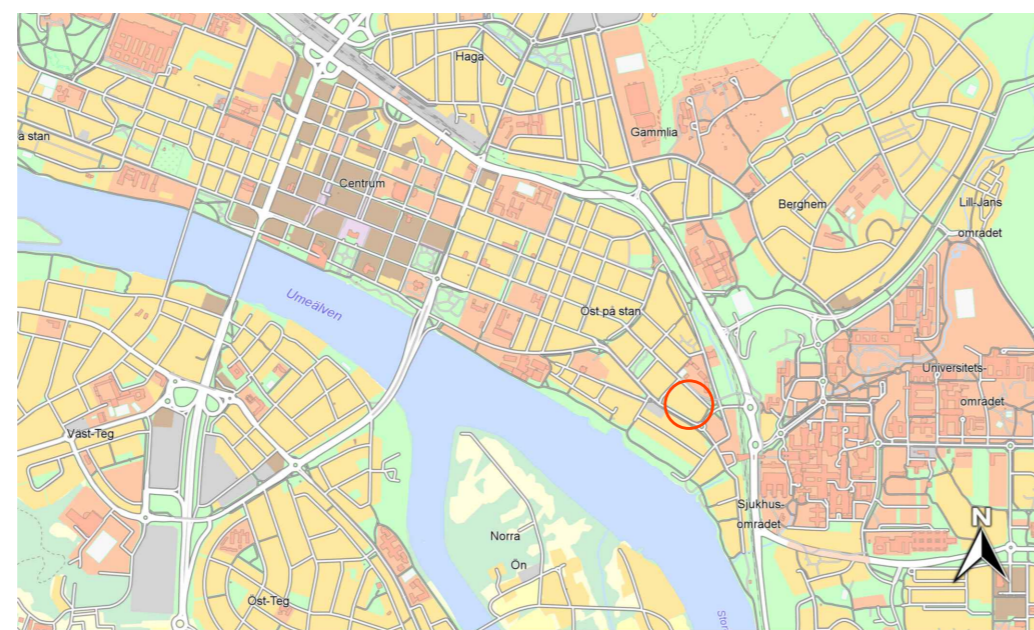 Haga
Gammlia
å stan
Centrum
Berghem
Lill-Jans
området
Umeälven
Öst på stan
Universitets-
området
Väst-Teg
Sjukhus-
området
N
Norra
Ön
Öst-Teg
Stor